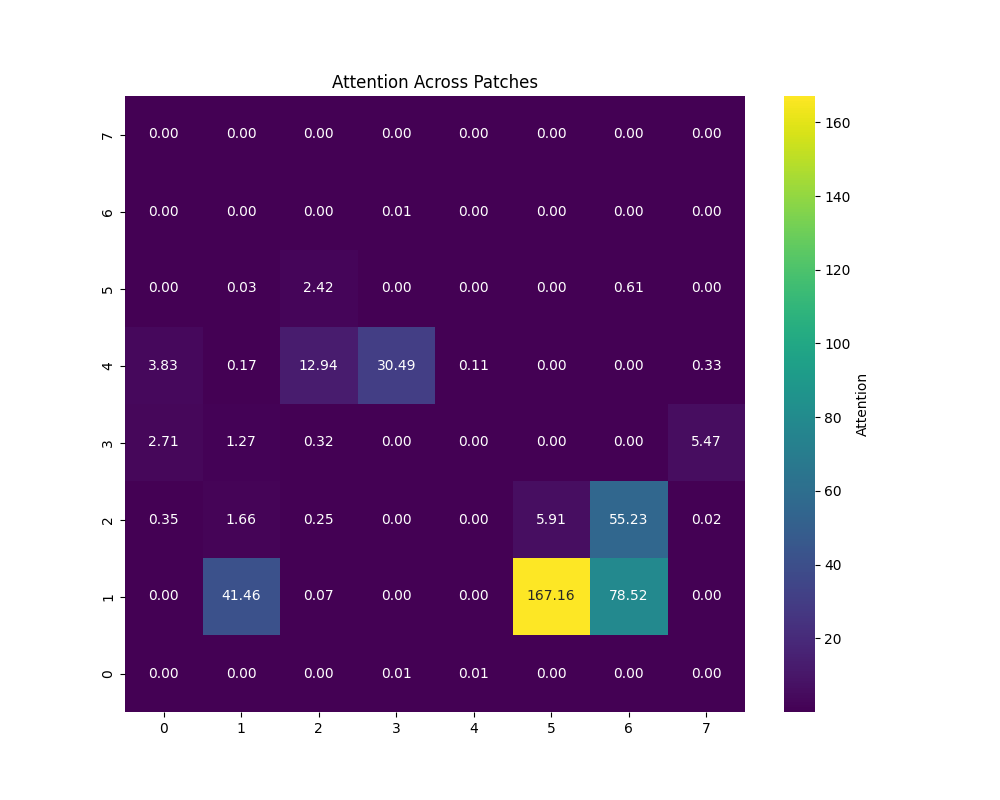 Attention Across Patches
7 0.00 0.00 0.00 0.00 0.00 0.00 0.00 0.00
6 0.00 0.00 0.00 0.01 0.00 0.00 0.00 0.00
5 0.00 0.03 2.42 0.00 0.00 0.00 0.61 0.00
4 3.83 0.17 12.94 30.49 0.11 0.00 0.00 0.33
3 2.71 1.27 0.32 0.00 0.00 0.00 0.00 5.47
2 0.35 1.66 0.25 0.00 0.00 5.91 55.23 0.02
1 0.00 41.46 0.07 0.00 0.00 167.16 78.52 0.00
0 0.00 0.00 0.00 0.01 0.01 0.00 0.00 0.00
0 1 2 3 4 5 6 7
160
140
120
100
80
60
40
20
Attention